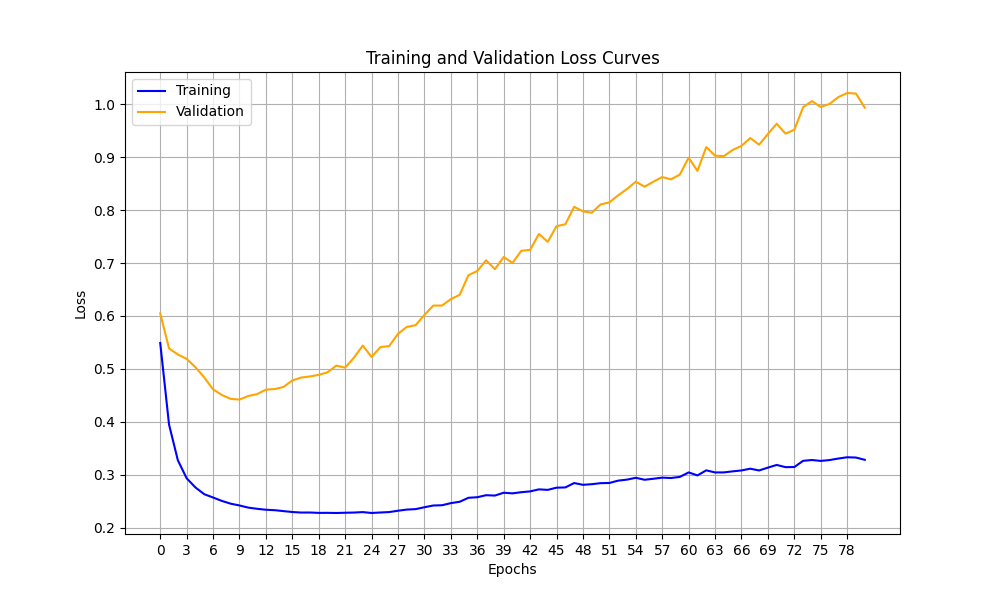 Training and Validation Loss Curves
Training
Validation
Loss
1.0
0.9
0.8
0.7
0.6
0.5
0.4
0.3
0.2
0 3 6 9 12 15 18 21 24 27 30 33 36 39 42 45 48 51 54 57 60 63 66 69 72 75 78
Epochs